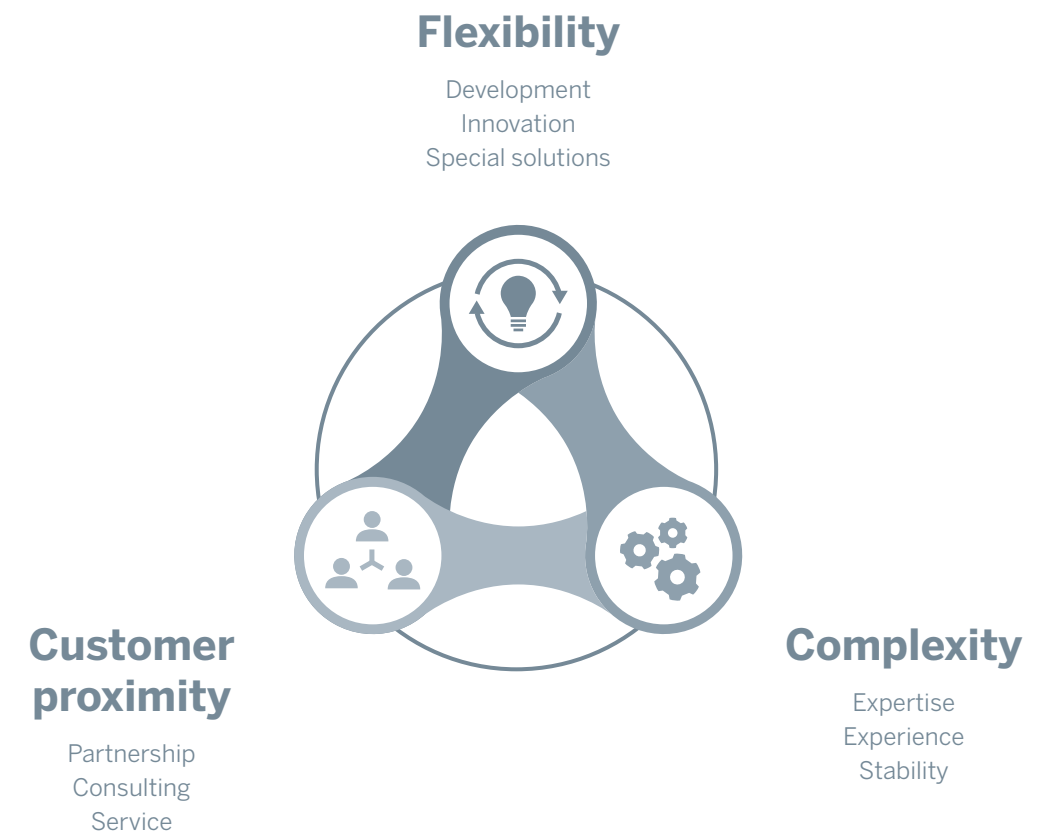 Flexibility
Development
Innovation
Special solutions
Customer
proximity
Partnership
Consulting
Service
Complexity
Expertise
Experience
Stability